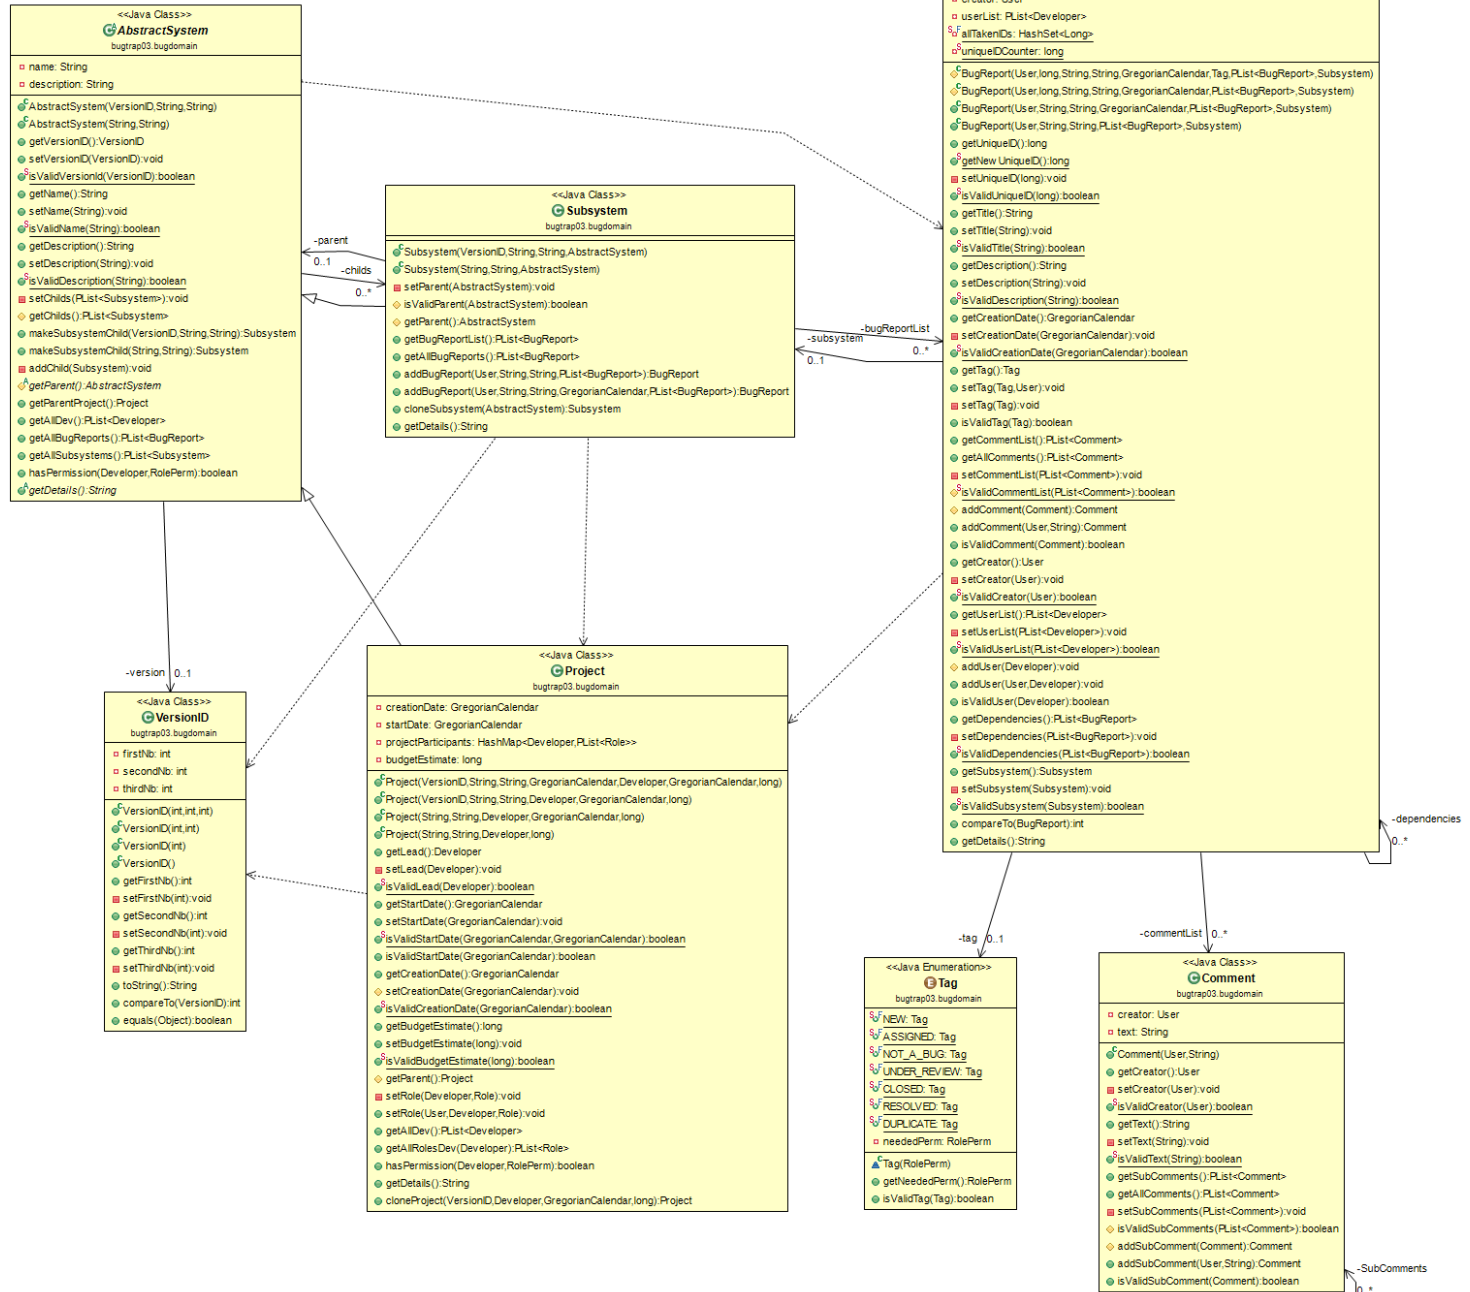 <<Java Class>>
AbstractSystem
bugtrap03.bugdomain
name: String
description: String
AbstractSystem(VersionID,String,String)
AbstractSystem(String,String)
getVersionID():VersionID
setVersionID(VersionID):void
isValidVersionId(VersionID):boolean
getName():String
setName(String):void
isValidName(String):boolean
getDescription():String
setDescription(String):void
isValidDescription(String):boolean
setChilds(PList<Subsystem>):void
getChilds():PList<Subsystem>
makeSubsystemChild(VersionID,String,String):Subsystem
makeSubsystemChild(String,String):Subsystem
addChild(Subsystem):void
getParent():AbstractSystem
getParentProject():Project
getAllDev():PList<Developer>
getAllBugReports():PList<BugReport>
getAllSubsystems():PList<Subsystem>
hasPermission(Developer,RolePerm):boolean
getDetails():String
-parent
0..1
-childs
0..*
<<Java Class>>
Subsystem
bugtrap03.bugdomain
Subsystem(VersionID,String,String,AbstractSystem)
Subsystem(String,String,AbstractSystem)
setParent(AbstractSystem):void
isValidParent(AbstractSystem):boolean
getParent():AbstractSystem
getBugReportList():PList<BugReport>
getAllBugReports():PList<BugReport>
addBugReport(User,String,String,PList<BugReport>):BugReport
addBugReport(User,String,String,GregorianCalendar,PList<BugReport>):BugReport
cloneSubsystem(AbstractSystem):Subsystem
getDetails():String
-bugReportList
-subsystem
0..*
0..1
creator: User
userList: PList<Developer>
allTakenIDs: HashSet<Long>
uniqueIDCounter: long
BugReport(User,long,String,String,GregorianCalendar,Tag,PList<BugReport>,Subsystem)
BugReport(User,long,String,String,GregorianCalendar,PList<BugReport>,Subsystem)
BugReport(User,String,String,GregorianCalendar,PList<BugReport>,Subsystem)
BugReport(User,String,String,PList<BugReport>,Subsystem)
getUniqueID():long
getNewUniqueID():long
setUniqueID(long):void
isValidUniqueID(long):boolean
getTitle():String
setTitle(String):void
isValidTitle(String):boolean
getDescription():String
setDescription(String):void
isValidDescription(String):boolean
getCreationDate():GregorianCalendar
setCreationDate(GregorianCalendar):void
isValidCreationDate(GregorianCalendar):boolean
getTag():Tag
setTag(Tag,User):void
setTag(Tag):void
isValidTag(Tag):boolean
getCommentList():PList<Comment>
getAllComments():PList<Comment>
setCommentList(PList<Comment>):void
isValidCommentList(PList<Comment>):boolean
addComment(Comment):Comment
addComment(User,String):Comment
isValidComment(Comment):boolean
getCreator():User
setCreator(User):void
isValidCreator(User):boolean
getUserList():PList<Developer>
setUserList(PList<Developer>):void
isValidUserList(PList<Developer>):boolean
addUser(Developer):void
addUser(User,Developer):void
isValidUser(Developer):boolean
getDependencies():PList<BugReport>
setDependencies(PList<BugReport>):void
isValidDependencies(PList<BugReport>):boolean
getSubsystem():Subsystem
setSubsystem(Subsystem):void
isValidSubsystem(Subsystem):boolean
compareTo(BugReport):int
getDetails():String
-dependencies
0..*
-version
0..1
<<Java Class>>
VersionID
bugtrap03.bugdomain
firstNb: int
secondNb: int
thirdNb: int
VersionID(int,int,int)
VersionID(int,int)
VersionID(int)
VersionID()
getFirstNb():int
setFirstNb(int):void
getSecondNb():int
setSecondNb(int):void
getThirdNb():int
setThirdNb(int):void
toString():String
compareTo(VersionID):int
equals(Object):boolean
<<Java Class>>
Project
bugtrap03.bugdomain
creationDate: GregorianCalendar
startDate: GregorianCalendar
projectParticipants: HashMap<Developer,PList<Role>>
budgetEstimate: long
Project(VersionID,String,String,GregorianCalendar,Developer,GregorianCalendar,long)
Project(VersionID,String,String,Developer,GregorianCalendar,long)
Project(String,String,Developer,GregorianCalendar,long)
Project(String,String,Developer,long)
getLead():Developer
setLead(Developer):void
isValidLead(Developer):boolean
getStartDate():GregorianCalendar
setStartDate(GregorianCalendar):void
isValidStartDate(GregorianCalendar,GregorianCalendar):boolean
isValidStartDate(GregorianCalendar):boolean
getCreationDate():GregorianCalendar
setCreationDate(GregorianCalendar):void
isValidCreationDate(GregorianCalendar):boolean
getBudgetEstimate():long
setBudgetEstimate(long):void
isValidBudgetEstimate(long):boolean
getParent():Project
setRole(Developer,Role):void
setRole(User,Developer,Role):void
getAllDev():PList<Developer>
getAllRolesDev(Developer):PList<Role>
hasPermission(Developer,RolePerm):boolean
getDetails():String
cloneProject(VersionID,Developer,GregorianCalendar,long):Project
-tag
0..1
<<Java Enumeration>>
Tag
bugtrap03.bugdomain
NEW: Tag
ASSIGNED: Tag
NOT_A_BUG: Tag
UNDER_REVIEW: Tag
CLOSED: Tag
RESOLVED: Tag
DUPLICATE: Tag
neededPerm: RolePerm
Tag(RolePerm)
getNeededPerm():RolePerm
isValidTag(Tag):boolean
-commentList
0..*
<<Java Class>>
Comment
bugtrap03.bugdomain
creator: User
text: String
Comment(User,String)
getCreator():User
setCreator(User):void
isValidCreator(User):boolean
getText():String
setText(String):void
isValidText(String):boolean
getSubComments():PList<Comment>
getAllComments():PList<Comment>
setSubComments(PList<Comment>):void
isValidSubComments(PList<Comment>):boolean
addSubComment(Comment):Comment
addSubComment(User,String):Comment
isValidSubComment(Comment):boolean
-SubComments
0..*